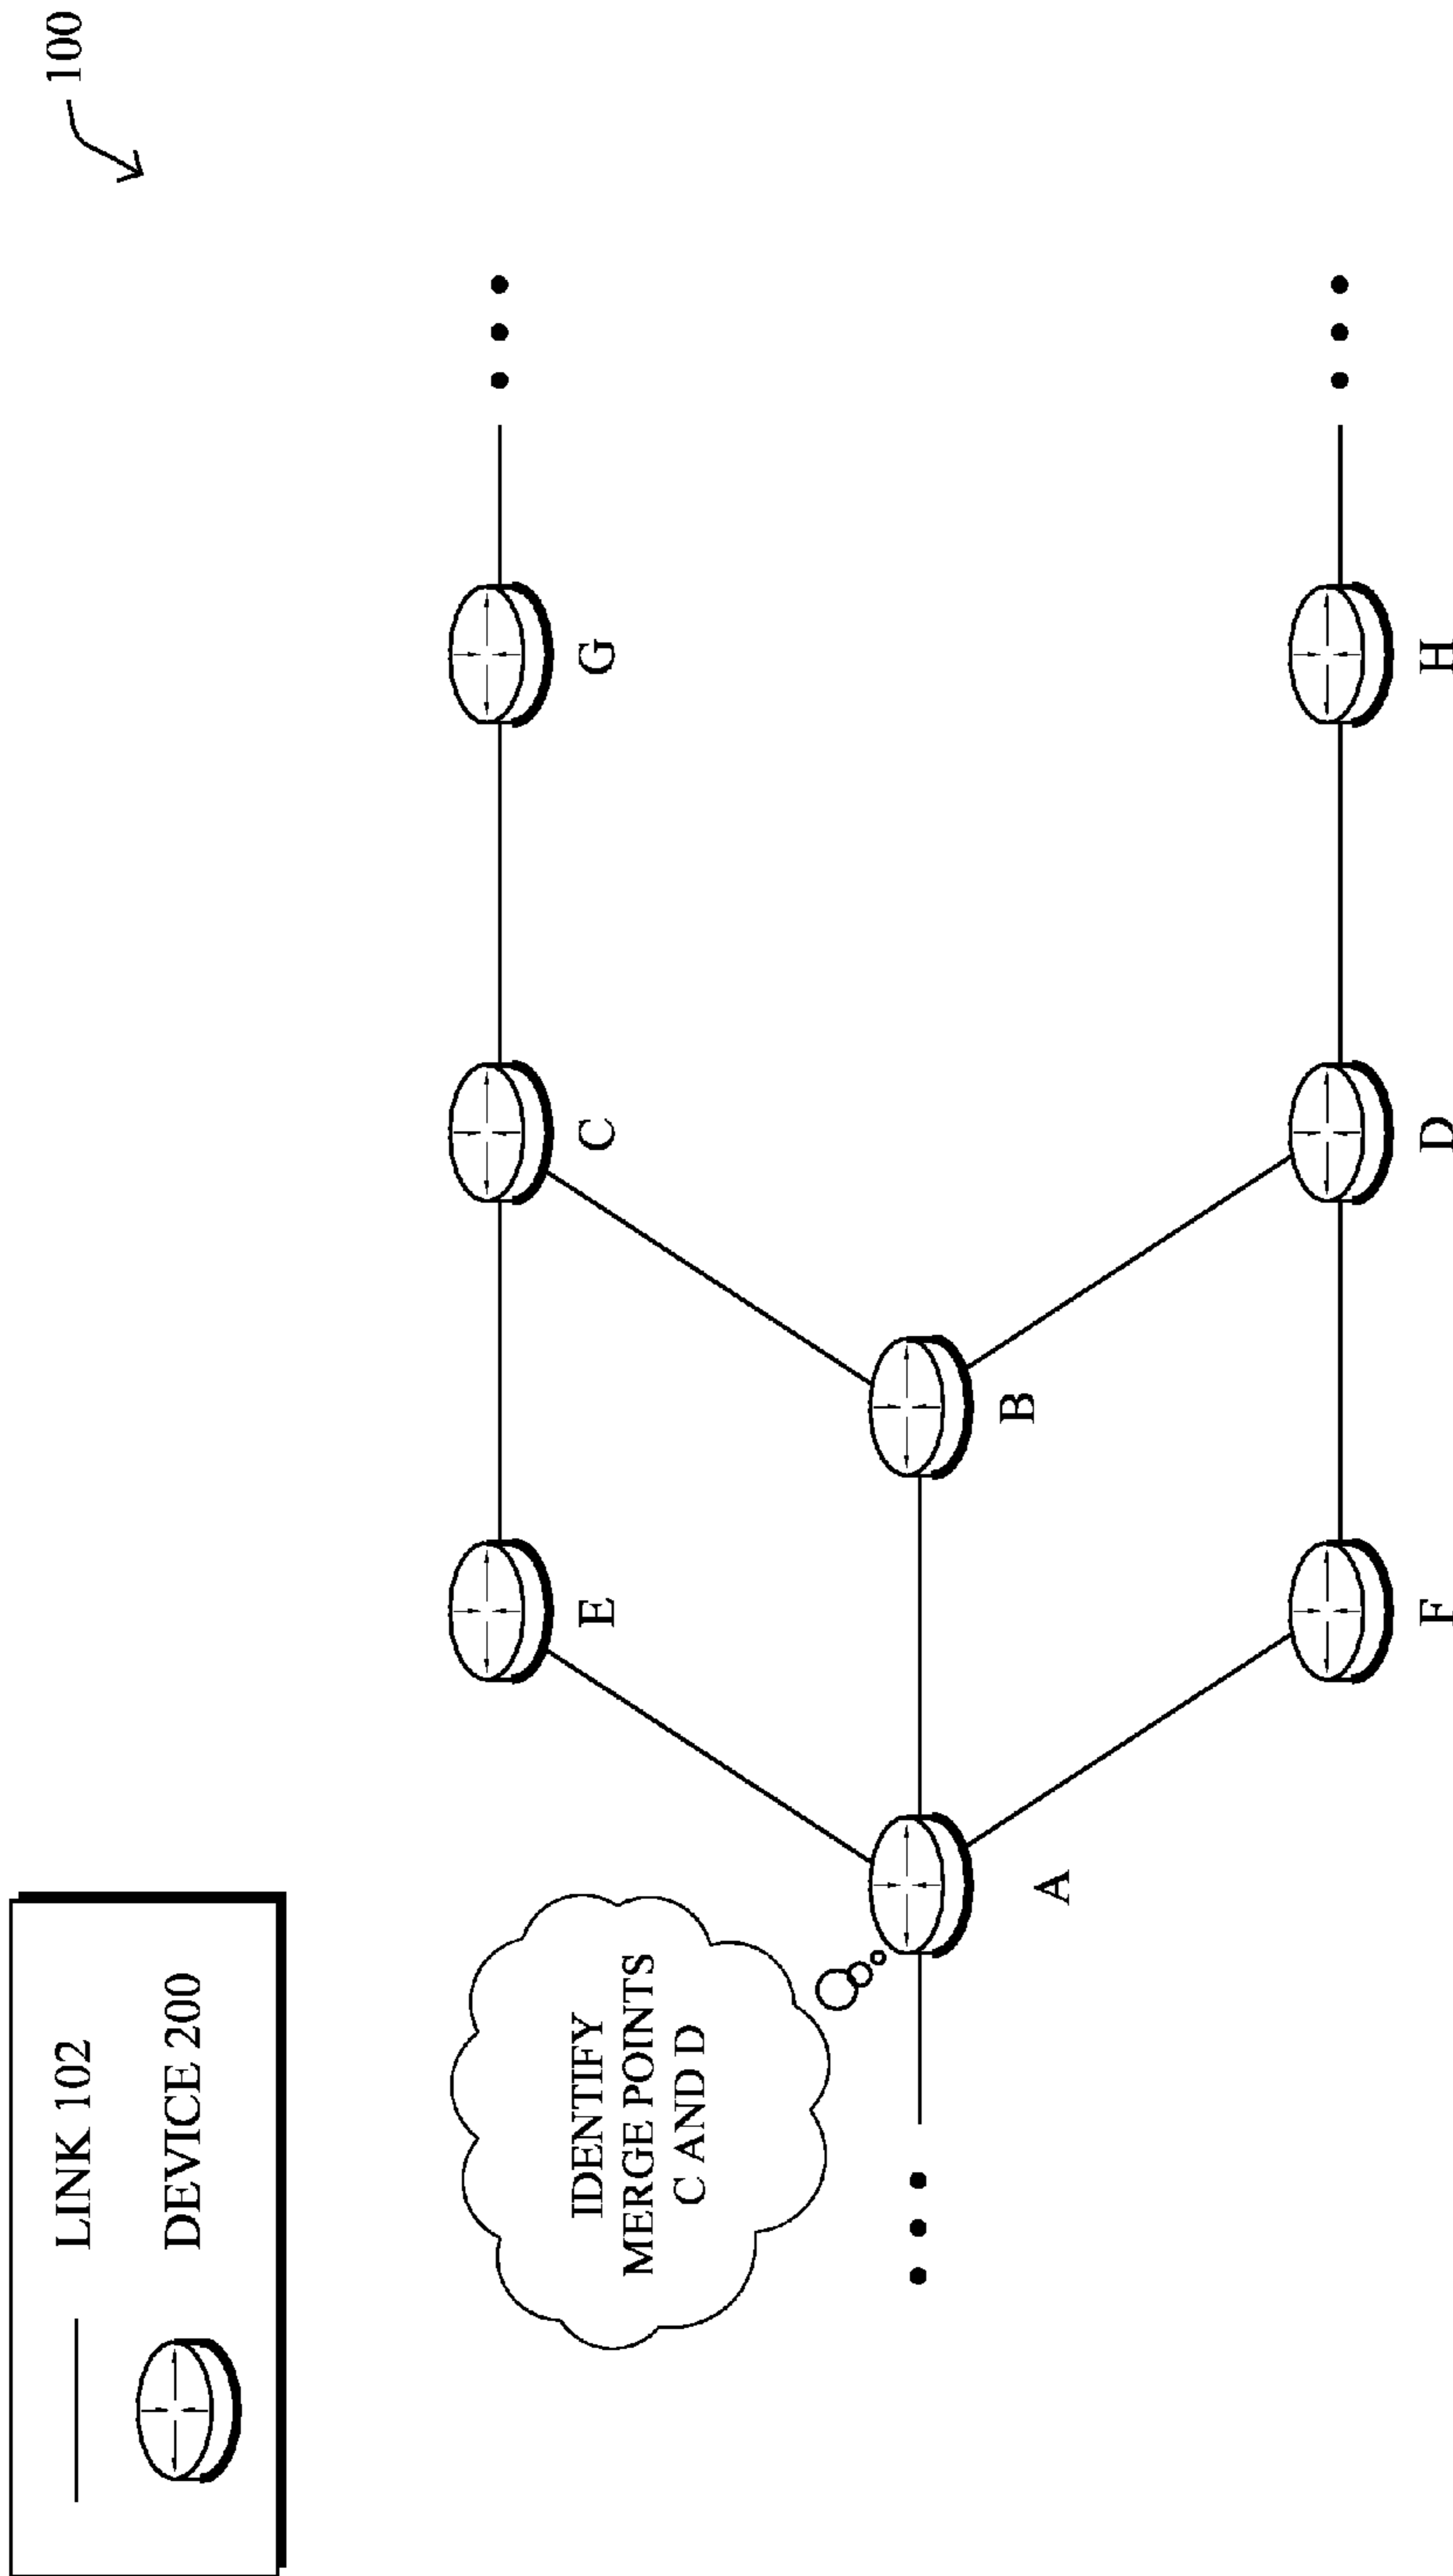 100
LINK 102
DEVICE 200
IDENTIFY
MERGE POINTS
C AND D
E
C
G
A
B
F
D
H